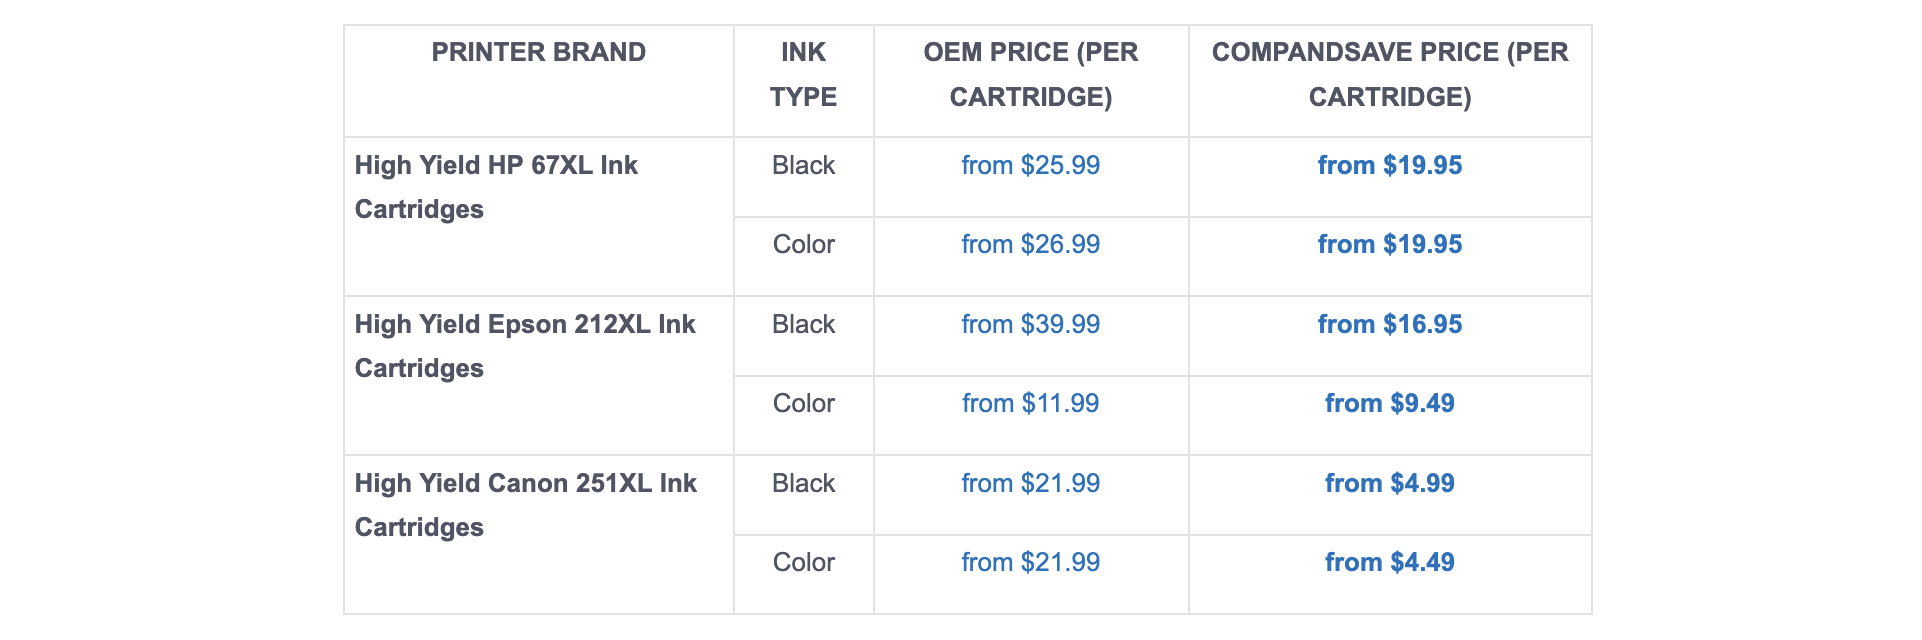 PRINTER BRAND
INK
TYPE
OEM PRICE (PER
CARTRIDGE)
COMPANDSAVE PRICE (PER
CARTRIDGE)
High Yield HP 67XL Ink
Cartridges
Black
from $25.99
from $19.95
Color
from $26.99
from $19.95
High Yield Epson 212XL Ink
Cartridges
Black
from $39.99
from $16.95
Color
from $11.99
from $9.49
High Yield Canon 251XL Ink
Cartridges
Black
from $21.99
from $4.99
Color
from $21.99
from $4.49